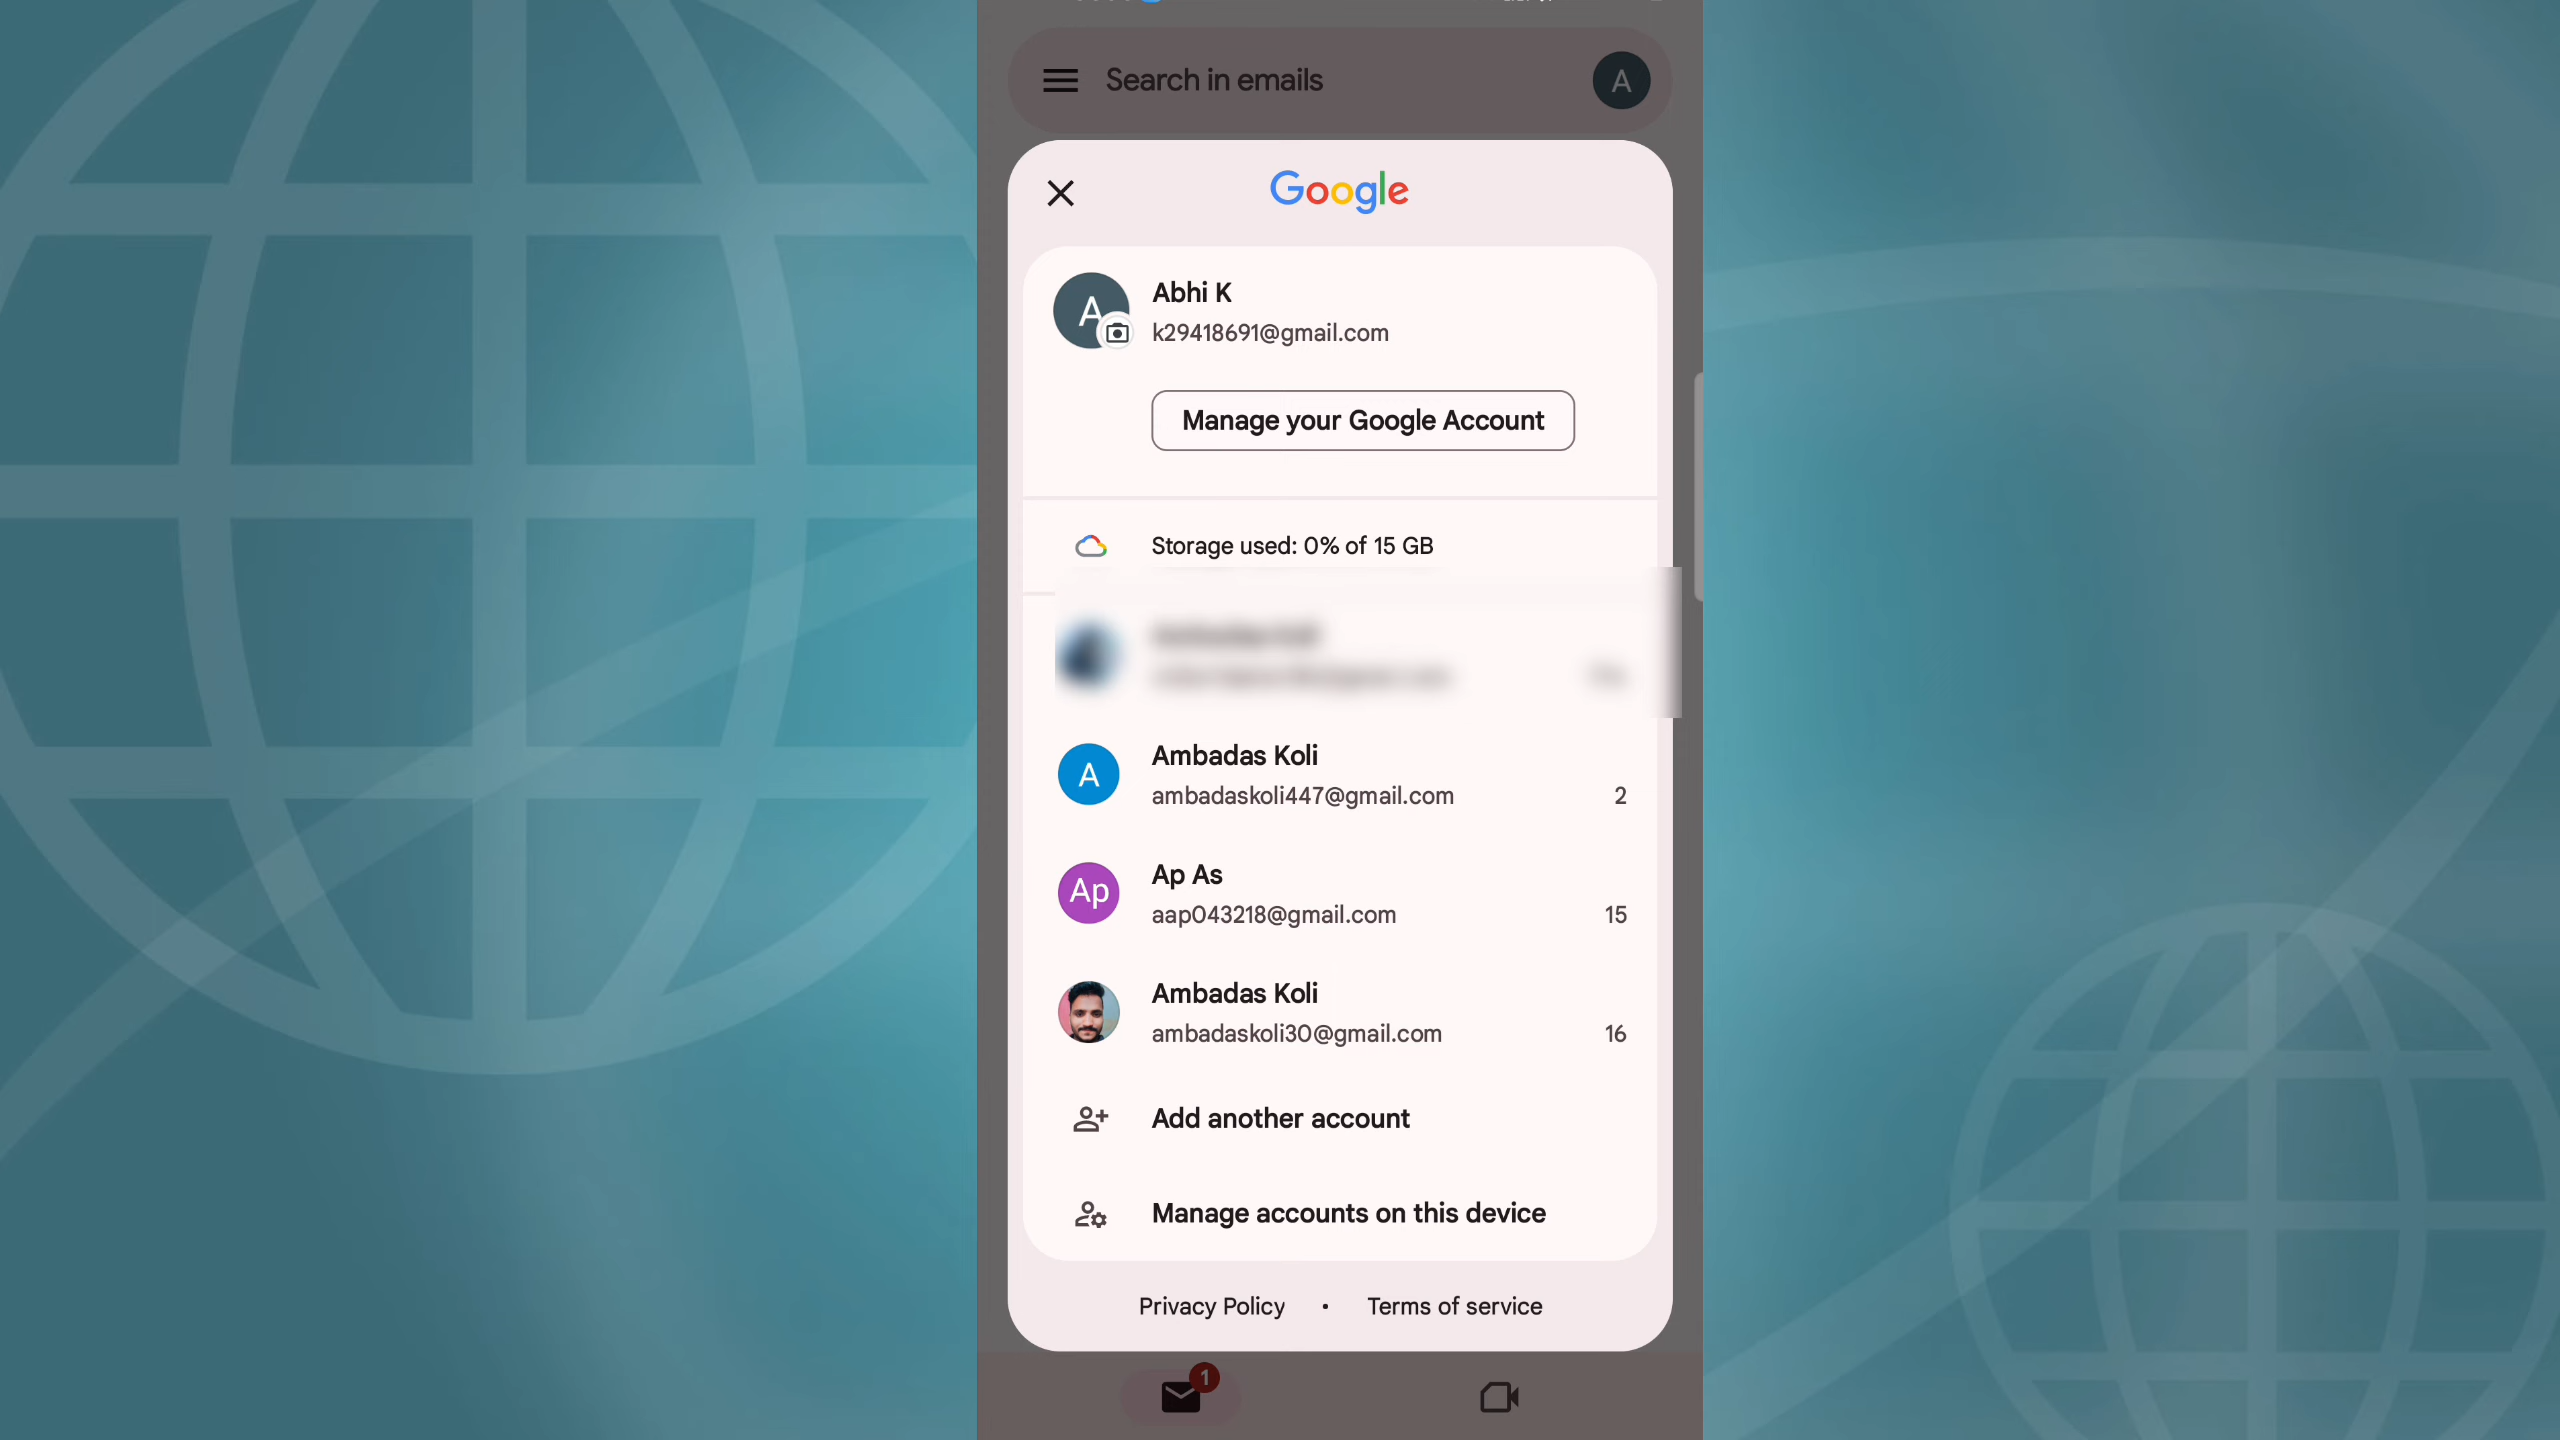 Search in emails
A
Google
A
Abhi K
k29418691@gmail.com
Manage your Google Account
Storage used: 0% of 15 GB
A
Ambadas Koli
ambadaskoli447@gmail.com
2
Ap
Ap As
aap043218@gmail.com
15
Ambadas Koli
ambadaskoli30@gmail.com
16
Add another account
Manage accounts on this device
Privacy Policy • Terms of service
1